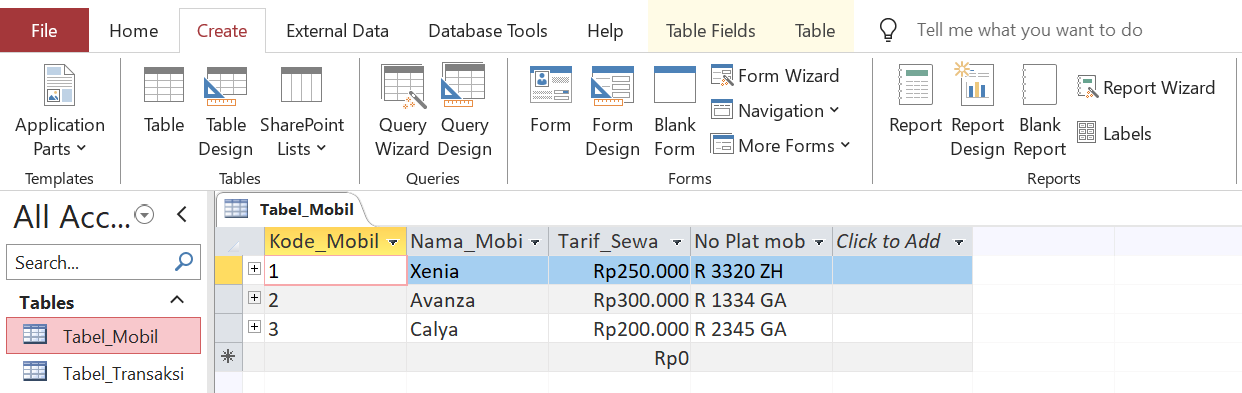 File Home Create External Data Database Tools Help Table Fields Table Tell me what you want to do
Application Parts
Table
Table Design
SharePoint Lists
Templates
Tables
Query Wizard
Query Design
Queries
Form
Form Design
Blank Form
Form Wizard
Navigation
More Forms
Forms
Report
Report Design
Blank Report
Report Wizard
Labels
Reports
All Acc...
Search...
Tables
Tabel_Mobil
Tabel_Transaksi
Tabel_Mobil
Kode_Mobil Nama_Mobi Tarif_Sewa No Plat mob Click to Add
1 Xenia Rp250.000 R 3320 ZH
2 Avanza Rp300.000 R 1334 GA
3 Calya Rp200.000 R 2345 GA
Rp0